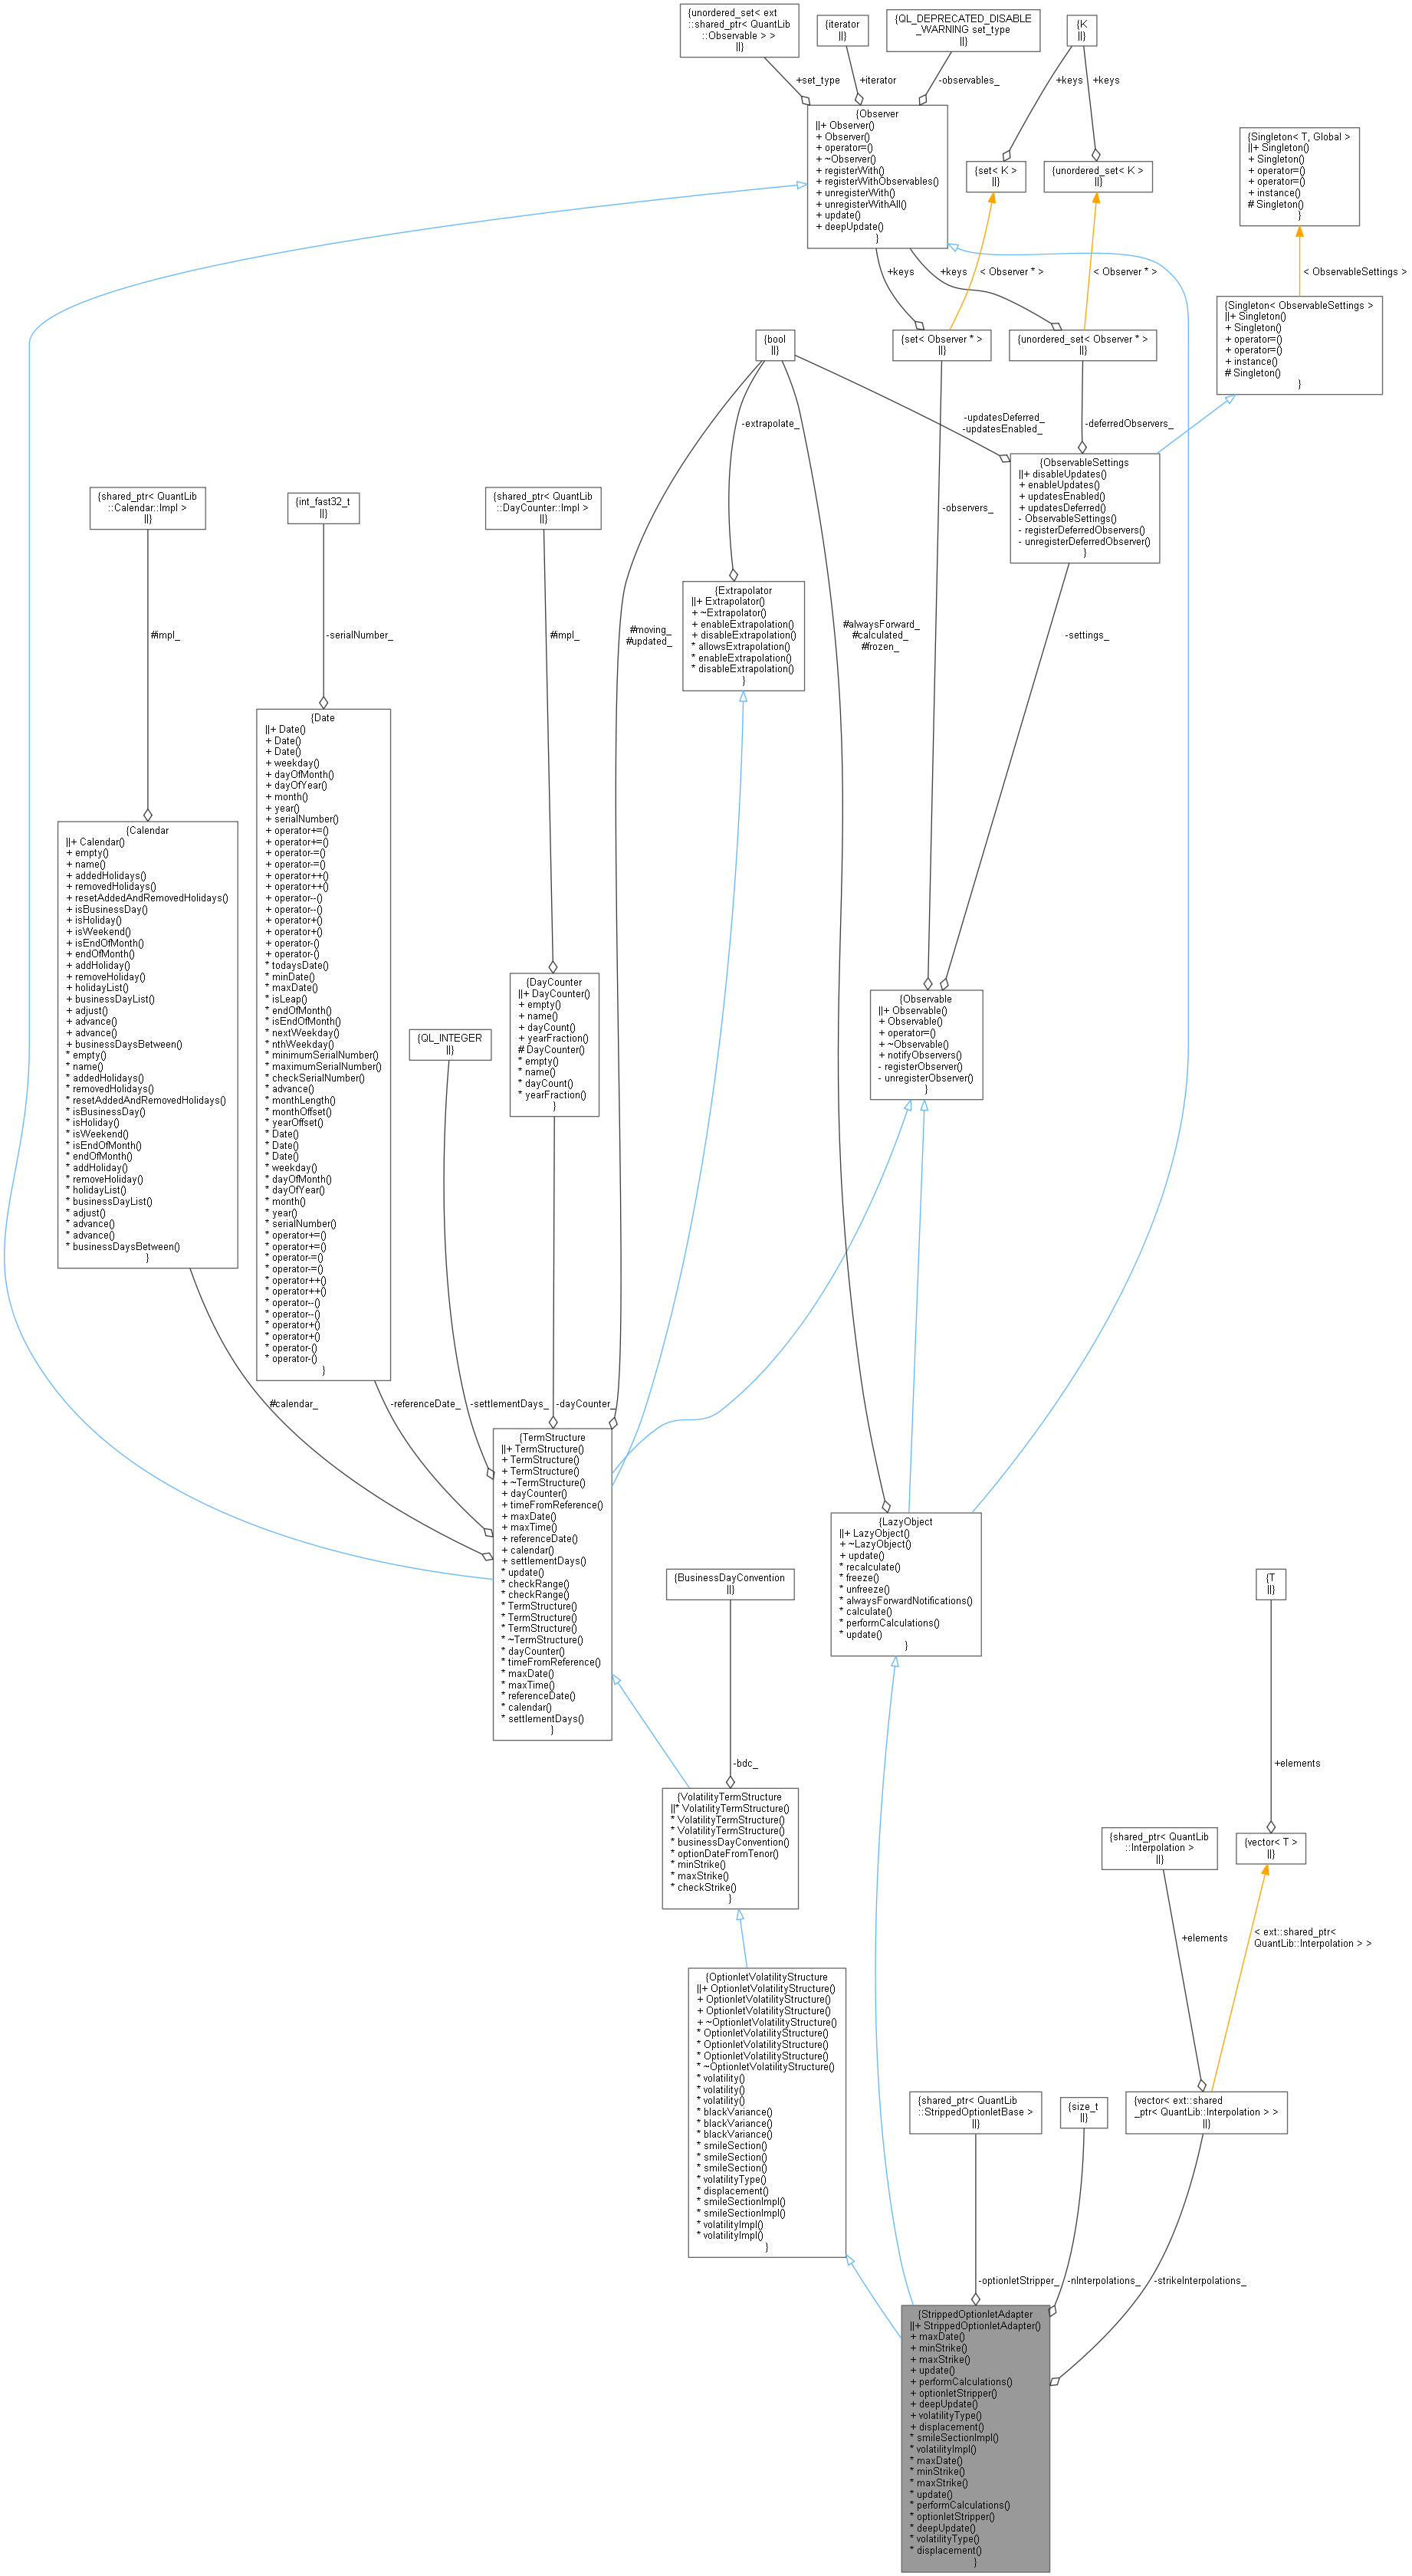 {unordered_set< ext
::shared_ptr< QuantLib
::Observable > >
||}
{iterator
||}
{QL_DEPRECATED_DISABLE
_WARNING set_type
||}
{K
||}
+set_type
+iterator
-observables_
+keys
+keys
{Observer
||+ Observer()
+ Observer()
+ operator=()
+ ~Observer()
+ registerWith()
+ registerWithObservables()
+ unregisterWith()
+ unregisterWithAll()
+ update()
+ deepUpdate()
}
{set< K >
||}
{unordered_set< K >
||}
{Singleton< T, Global >
||+ Singleton()
+ Singleton()
+ operator=()
+ operator=()
+ instance()
# Singleton()
}
+keys
+keys
< Observer * >
< Observer * >
< ObservableSettings >
{bool
||}
{set< Observer * >
||}
{unordered_set< Observer * >
||}
{Singleton< ObservableSettings >
||+ Singleton()
+ Singleton()
+ operator=()
+ operator=()
+ instance()
# Singleton()
}
-extrapolate_
-updatesDeferred_
-updatesEnabled_
-deferredObservers_
{ObservableSettings
||+ disableUpdates()
+ enableUpdates()
+ updatesEnabled()
+ updatesDeferred()
- ObservableSettings()
- registerDeferredObservers()
- unregisterDeferredObserver()
}
{shared_ptr< QuantLib
::Calendar::Impl >
||}
{int_fast32_t
||}
{shared_ptr< QuantLib
::DayCounter::Impl >
||}
-observers_
{Extrapolator
||+ Extrapolator()
+ ~Extrapolator()
+ enableExtrapolation()
+ disableExtrapolation()
* allowsExtrapolation()
* enableExtrapolation()
* disableExtrapolation()
}
#impl_
-serialNumber_
#impl_
#moving_
#updated_
#alwaysForward_
#calculated_
#frozen_
-settings_
{Date
||+ Date()
+ Date()
+ Date()
+ weekday()
+ dayOfMonth()
+ dayOfYear()
+ month()
+ year()
+ serialNumber()
+ operator+=()
+ operator+=()
+ operator-=()
+ operator-=()
+ operator++()
+ operator++()
+ operator--()
+ operator--()
+ operator+()
+ operator+()
+ operator-()
+ operator-()
* todaysDate()
* minDate()
* maxDate()
* isLeap()
* endOfMonth()
* isEndOfMonth()
* nextWeekday()
* nthWeekday()
* minimumSerialNumber()
* maximumSerialNumber()
* checkSerialNumber()
* advance()
* monthLength()
* monthOffset()
* yearOffset()
* Date()
* Date()
* Date()
* weekday()
* dayOfMonth()
* dayOfYear()
* month()
* year()
* serialNumber()
* operator+=()
* operator+=()
* operator-=()
* operator-=()
* operator++()
* operator++()
* operator--()
* operator--()
* operator+()
* operator+()
* operator-()
* operator-()
}
{Calendar
||+ Calendar()
+ empty()
+ name()
+ addedHolidays()
+ removedHolidays()
+ resetAddedAndRemovedHolidays()
+ isBusinessDay()
+ isHoliday()
+ isWeekend()
+ isEndOfMonth()
+ endOfMonth()
+ addHoliday()
+ removeHoliday()
+ holidayList()
+ businessDayList()
+ adjust()
+ advance()
+ advance()
+ businessDaysBetween()
* empty()
* name()
* addedHolidays()
* removedHolidays()
* resetAddedAndRemovedHolidays()
* isBusinessDay()
* isHoliday()
* isWeekend()
* isEndOfMonth()
* endOfMonth()
* addHoliday()
* removeHoliday()
* holidayList()
* businessDayList()
* adjust()
* advance()
* advance()
* businessDaysBetween()
}
{QL_INTEGER
||}
{DayCounter
||+ DayCounter()
+ empty()
+ name()
+ dayCount()
+ yearFraction()
# DayCounter()
* empty()
* name()
* dayCount()
* yearFraction()
}
{Observable
||+ Observable()
+ Observable()
+ operator=()
+ ~Observable()
+ notifyObservers()
- registerObserver()
- unregisterObserver()
}
#calendar_
-referenceDate_
-settlementDays_
-dayCounter_
{TermStructure
||+ TermStructure()
+ TermStructure()
+ TermStructure()
+ ~TermStructure()
+ dayCounter()
+ timeFromReference()
+ maxDate()
+ maxTime()
+ referenceDate()
+ calendar()
+ settlementDays()
* update()
* checkRange()
* checkRange()
* TermStructure()
* TermStructure()
* TermStructure()
* ~TermStructure()
* dayCounter()
* timeFromReference()
* maxDate()
* maxTime()
* referenceDate()
* calendar()
* settlementDays()
}
{LazyObject
||+ LazyObject()
+ ~LazyObject()
+ update()
* recalculate()
* freeze()
* unfreeze()
* alwaysForwardNotifications()
* calculate()
* performCalculations()
* update()
}
{BusinessDayConvention
||}
{T
||}
-bdc_
+elements
{VolatilityTermStructure
||* VolatilityTermStructure()
* VolatilityTermStructure()
* VolatilityTermStructure()
* businessDayConvention()
* optionDateFromTenor()
* minStrike()
* maxStrike()
* checkStrike()
}
{shared_ptr< QuantLib
::Interpolation >
||}
{vector< T >
||}
+elements
< ext::shared_ptr<
QuantLib::Interpolation > >
{OptionletVolatilityStructure
||+ OptionletVolatilityStructure()
+ OptionletVolatilityStructure()
+ OptionletVolatilityStructure()
+ ~OptionletVolatilityStructure()
* OptionletVolatilityStructure()
* OptionletVolatilityStructure()
* OptionletVolatilityStructure()
* ~OptionletVolatilityStructure()
* volatility()
* volatility()
* volatility()
* blackVariance()
* blackVariance()
* blackVariance()
* smileSection()
* smileSection()
* smileSection()
* volatilityType()
* displacement()
* smileSectionImpl()
* smileSectionImpl()
* volatilityImpl()
* volatilityImpl()
}
{shared_ptr< QuantLib
::StrippedOptionletBase >
||}
{size_t
||}
{vector< ext::shared
_ptr< QuantLib::Interpolation > >
||}
-optionletStripper_
-nInterpolations_
-strikeInterpolations_
{StrippedOptionletAdapter
||+ StrippedOptionletAdapter()
+ maxDate()
+ minStrike()
+ maxStrike()
+ update()
+ performCalculations()
+ optionletStripper()
+ deepUpdate()
+ volatilityType()
+ displacement()
* smileSectionImpl()
* volatilityImpl()
* maxDate()
* minStrike()
* maxStrike()
* update()
* performCalculations()
* optionletStripper()
* deepUpdate()
* volatilityType()
* displacement()
}